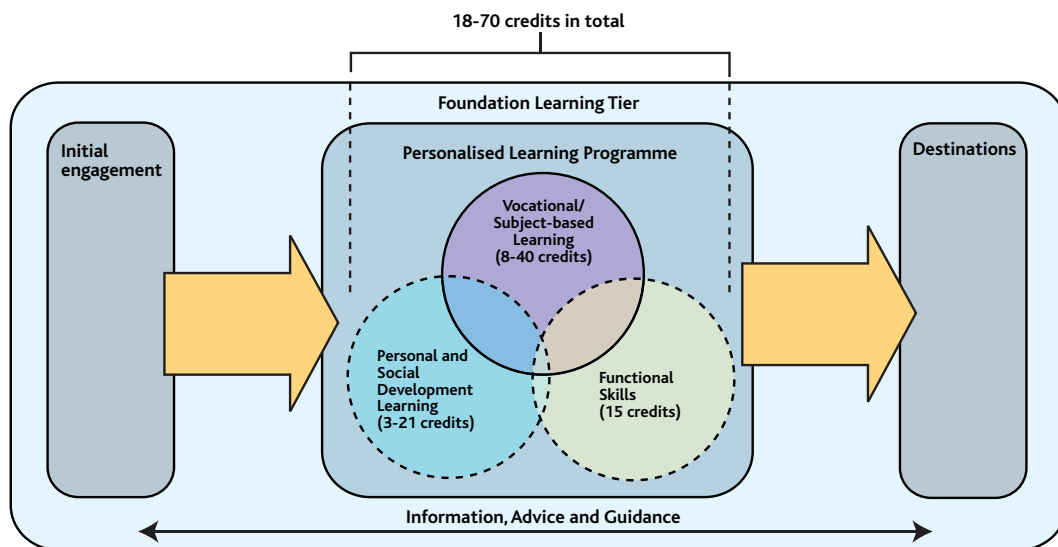 18-70 credits in total
Foundation Learning Tier
Initial
engagement
Personalised Learning Programme
Destinations
Vocational/
Subject-based
Learning
(8-40 credits)
Personal and
Social
Development
Learning
(3-21 credits)
Functional
Skills
(15 credits)
Information, Advice and Guidance